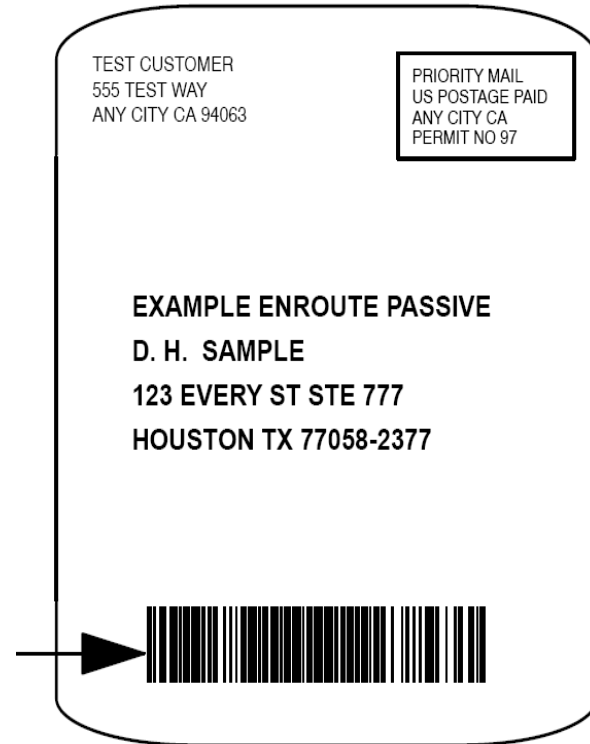 TEST CUSTOMER
555 TEST WAY
ANY CITY CA 94063
PRIORITY MAIL
US POSTAGE PAID
ANY CITY CA
PERMIT NO 97
EXAMPLE ENROUTE PASSIVE
D. H. SAMPLE
123 EVERY ST STE 777
HOUSTON TX 77058-2377